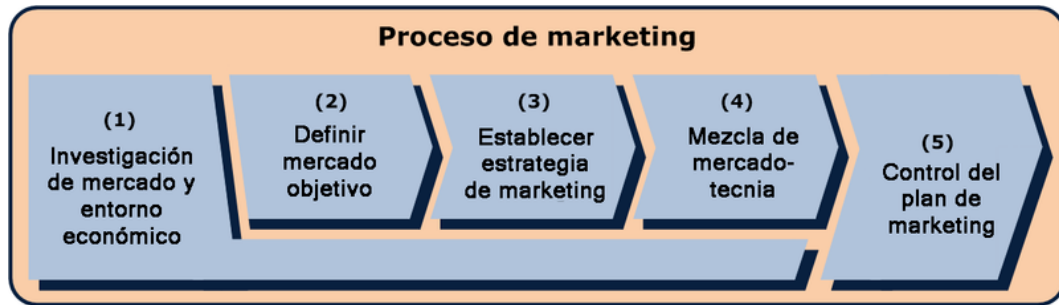 Proceso de marketing
(1)
Investigación
de mercado y
entorno
económico
(2)
Definir
mercado
objetivo
(3)
Establecer
estrategia
de marketing
(4)
Mezcla de
mercado-
tecnia
(5)
Control del
plan de
marketing